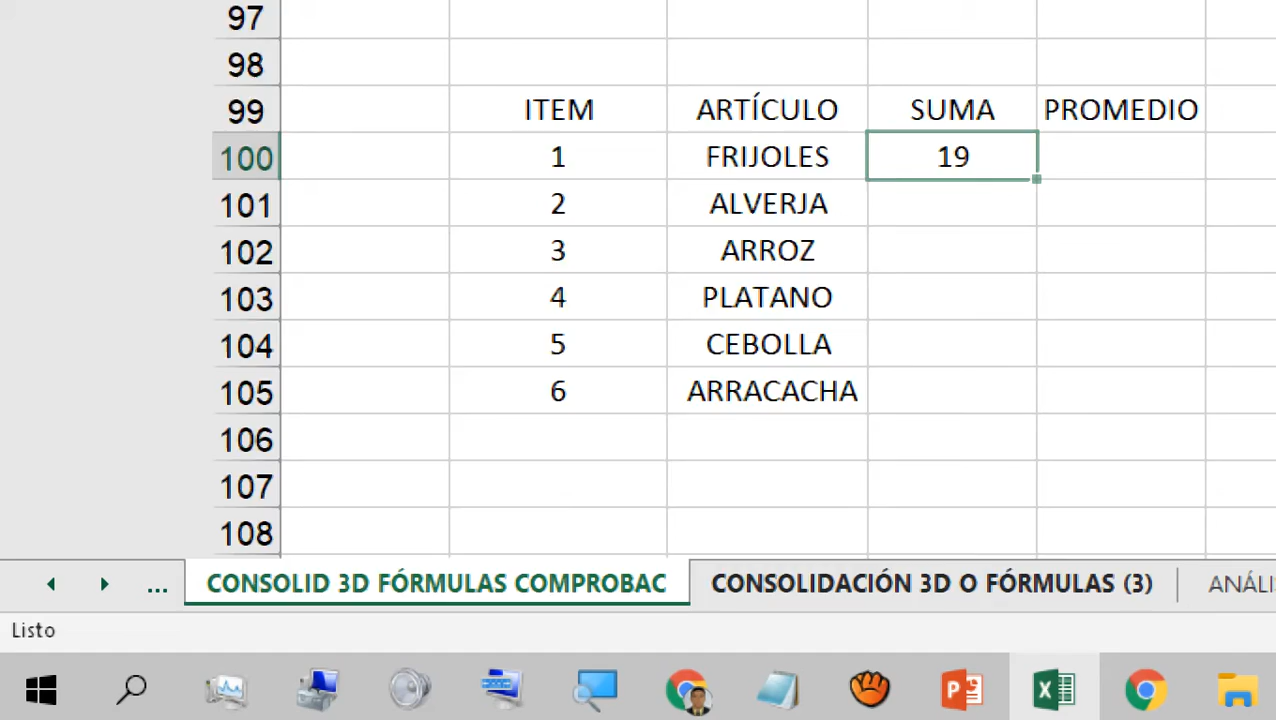 97
98
99 ITEM ARTÍCULO SUMA PROMEDIO
100 1 FRIJOLES 19
101 2 ALVERJA
102 3 ARROZ
103 4 PLATANO
104 5 CEBOLLA
105 6 ARRACACHA
106
107
108
... CONSOLID 3D FÓRMULAS COMPROBAC CONSOLIDACIÓN 3D O FÓRMULAS (3) ANÁLI
Listo